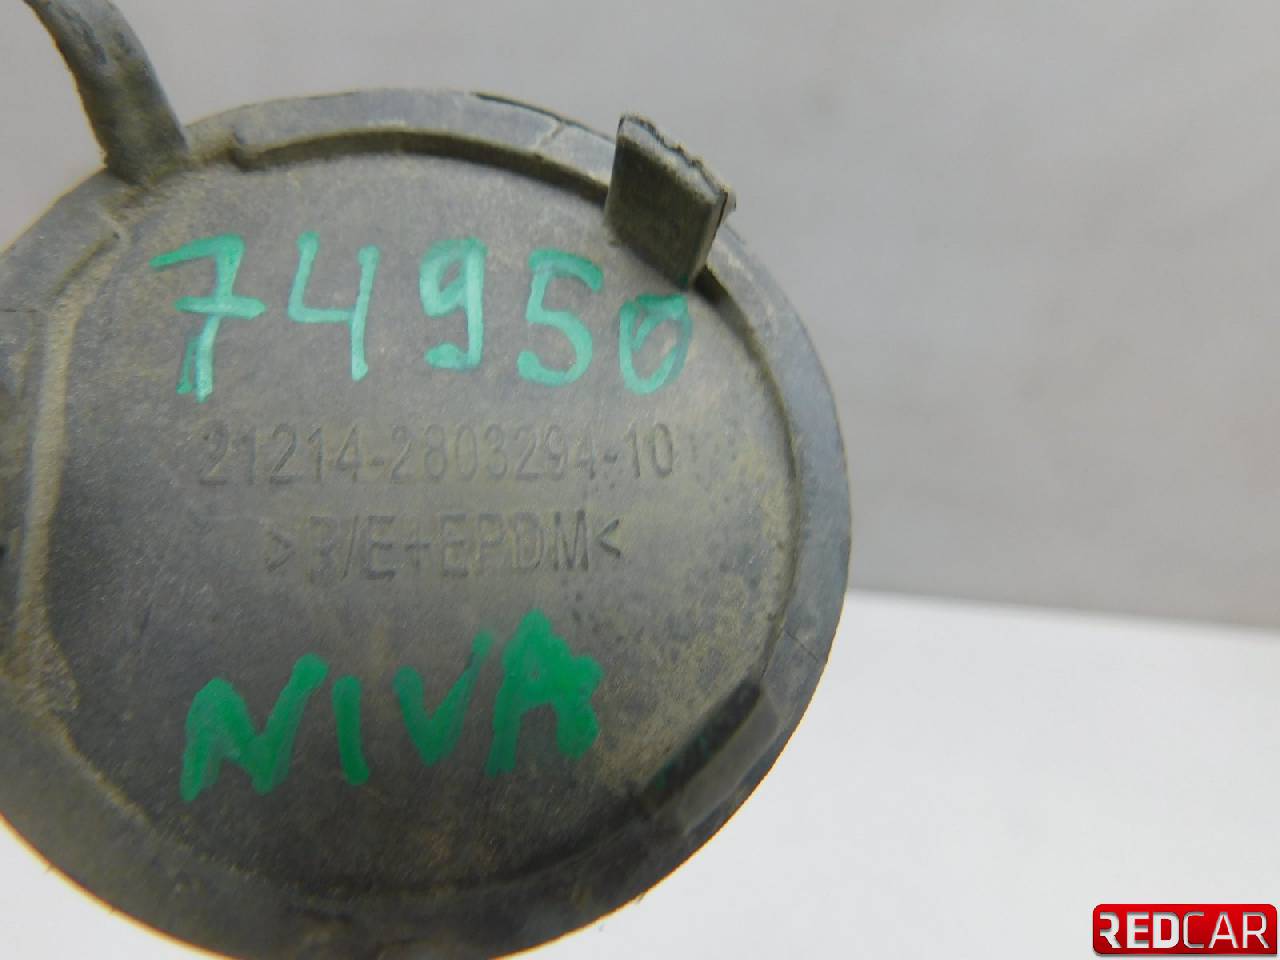 74950
21214-2803294-10
>P/E+EPDM<
NIVA
REDCAR